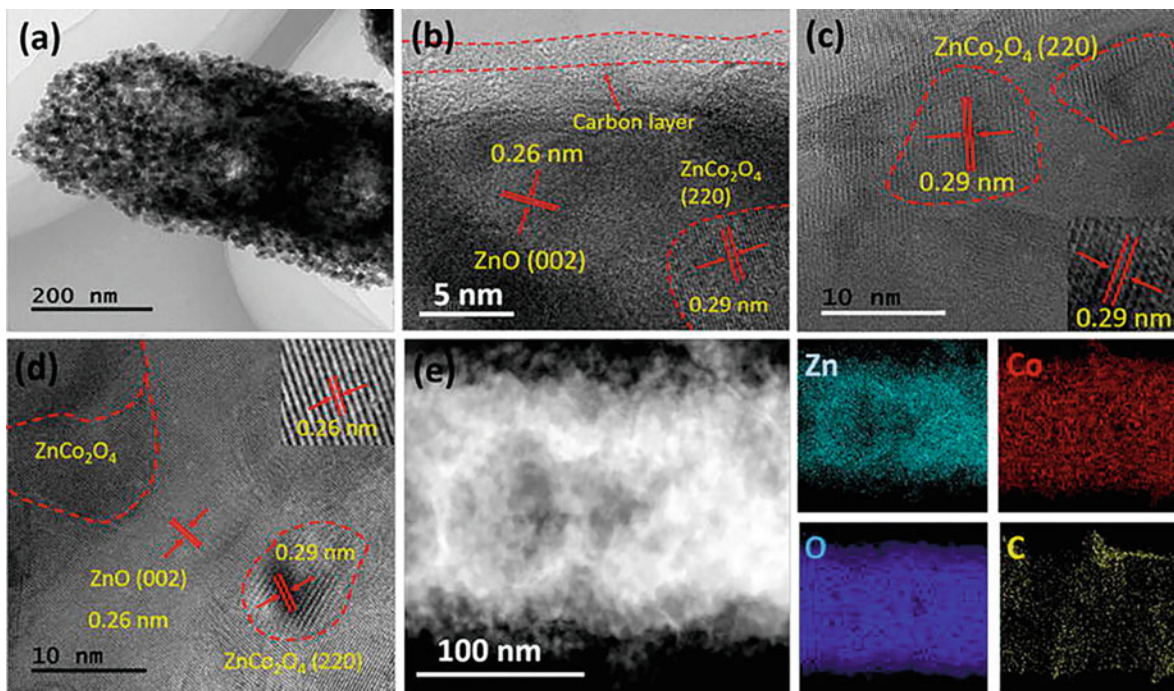 (a)
200 nm
(b)
Carbon layer
0.26 nm
ZnO (002)
ZnCo₂O₄
(220)
0.29 nm
5 nm
(c)
ZnCo₂O₄ (220)
0.29 nm
0.29 nm
10 nm
(d)
0.26 nm
ZnCo₂O₄
ZnO (002)
0.26 nm
0.29 nm
ZnCo₂O₄ (220)
10 nm
(e)
100 nm
Zn
Co
O
C